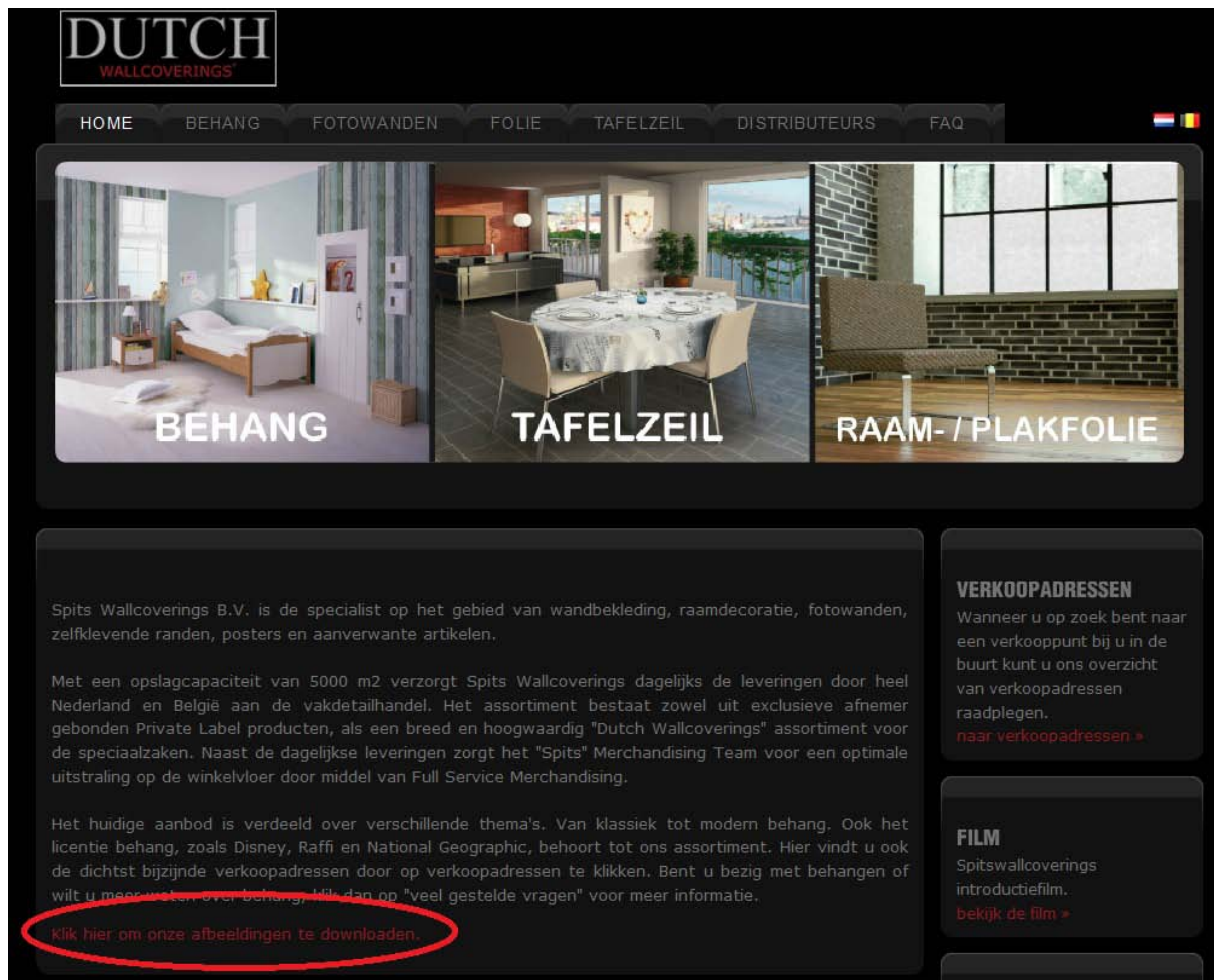 DUTCH
WALLCOVERINGS
HOME BEHANG FOTOWANDEN FOLIE TAFELZEIL DISTRIBUTEURS FAQ
BEHANG
TAFELZEIL
RAAM- / PLAKFOLIE
Spits Wallcoverings B.V. is de specialist op het gebied van wandbekleding, raamdecoratie, fotowanden,
zelfklevende randen, posters en aanverwante artikelen.
Met een opslagcapaciteit van 5000 m2 verzorgt Spits Wallcoverings dagelijks de leveringen door heel
Nederland en België aan de vakdetailhandel. Het assortiment bestaat zowel uit exclusieve afnemer
gebonden Private Label producten, als een breed en hoogwaardig "Dutch Wallcoverings" assortiment voor
de speciaalzaken. Naast de dagelijkse leveringen zorgt het "Spits" Merchandising Team voor een optimale
uitstraling op de winkelvloer door middel van Full Service Merchandising.
Het huidige aanbod is verdeeld over verschillende thema's. Van klassiek tot modern behang. Ook het
licentie behang, zoals Disney, Raffi en National Geographic, behoort tot ons assortiment. Hier vindt u ook
de dichtst bijzijnde verkoopadressen door op verkoopadressen te klikken. Bent u bezig met behangen of
wilt u meer weten over behang, klik dan op "veel gestelde vragen" voor meer informatie.
Klik hier om onze afbeeldingen te downloaden.
VERKOOPADRESSEN
Wanneer u op zoek bent naar
een verkooppunt bij u in de
buurt kunt u ons overzicht
van verkoopadressen
raadplegen.
naar verkoopadressen »
FILM
Spitswallcoverings
introductiefilm.
bekijk de film »